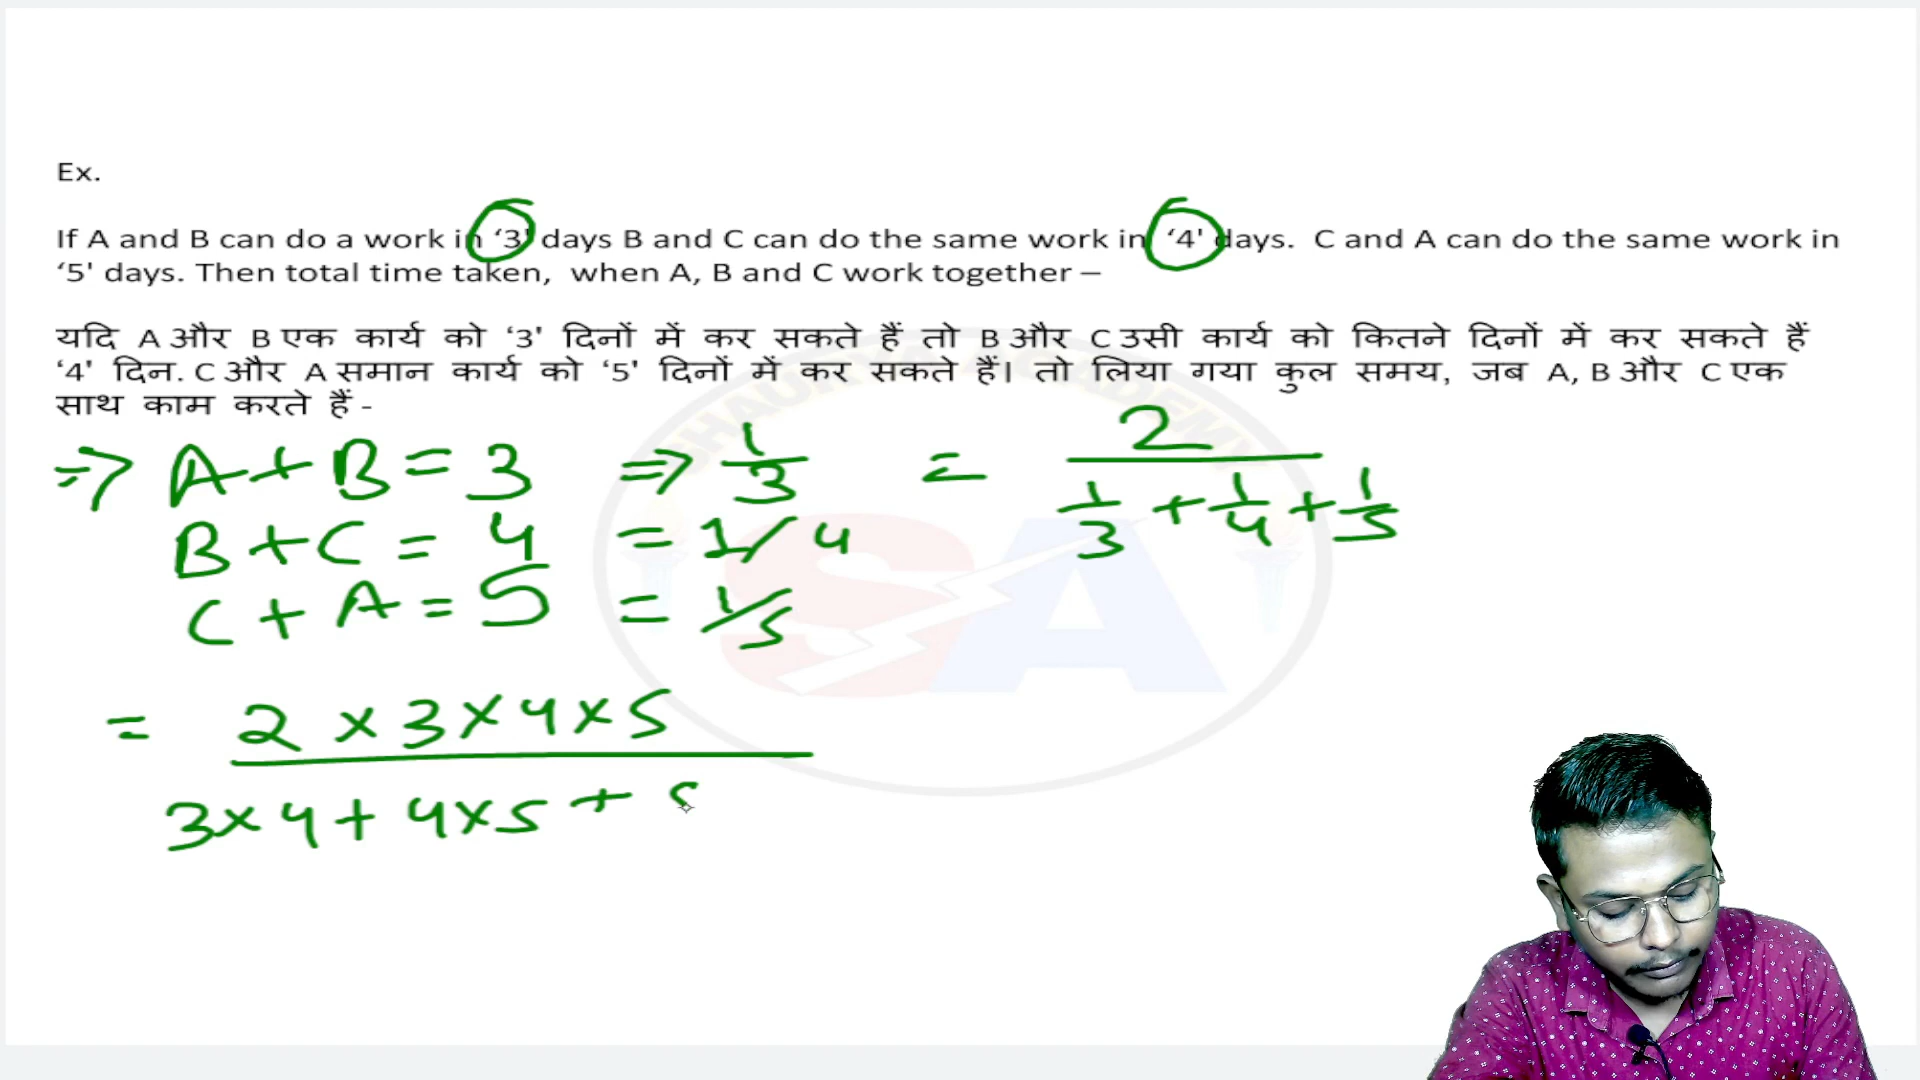 Ex.
If A and B can do a work in ‘3' days B and C can do the same work in ‘4' days. C and A can do the same work in
‘5' days. Then total time taken, when A, B and C work together –
यदि A और B एक कार्य को ‘3' दिनों में कर सकते हैं तो B और C उसी कार्य को कितने दिनों में कर सकते हैं
‘4' दिन. C और A समान कार्य को ‘5' दिनों में कर सकते हैं। तो लिया गया कुल समय, जब A, B और C एक
साथ काम करते हैं -
⇒ A+B=3 ⇒ 1/3 = 2/(1/3+1/4+1/5)
B+C=4 = 1/4
C+A=5 = 1/5
= 2×3×4×5
3×4+4×5+
SHAURYA ACADEMY
SA